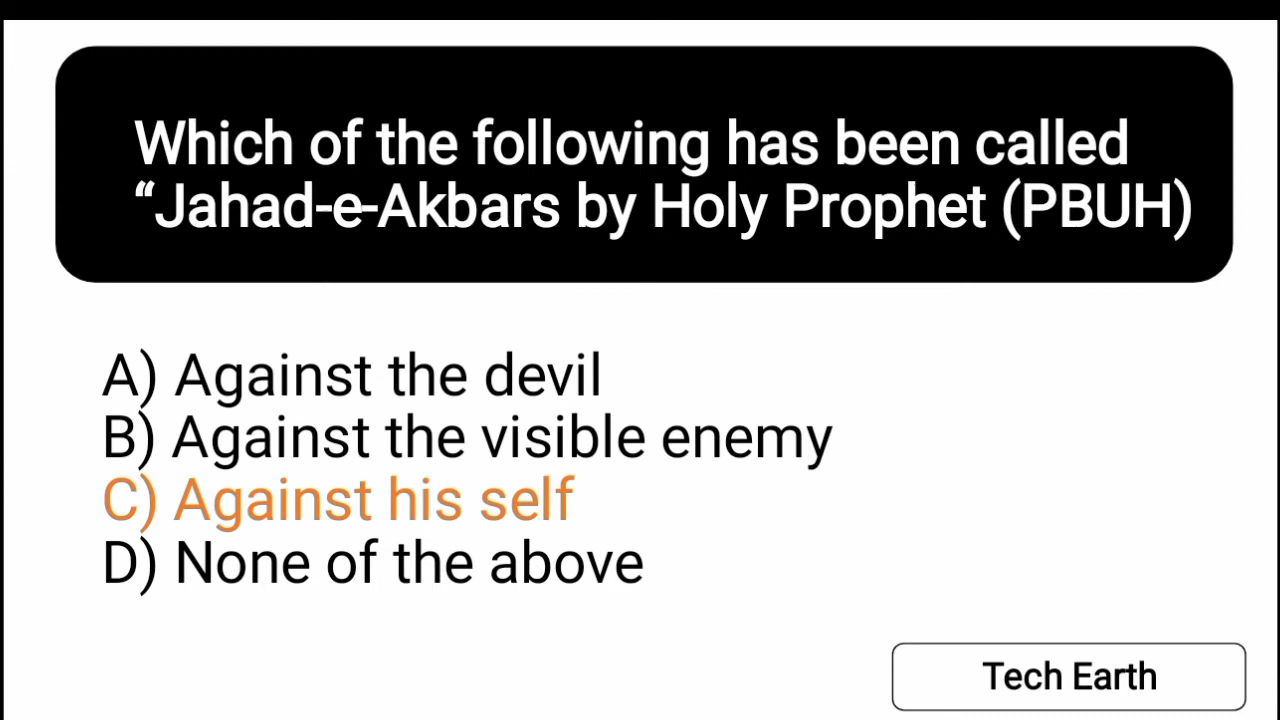 Which of the following has been called
“Jahad-e-Akbars by Holy Prophet (PBUH)
A) Against the devil
B) Against the visible enemy
C) Against his self
D) None of the above
Tech Earth